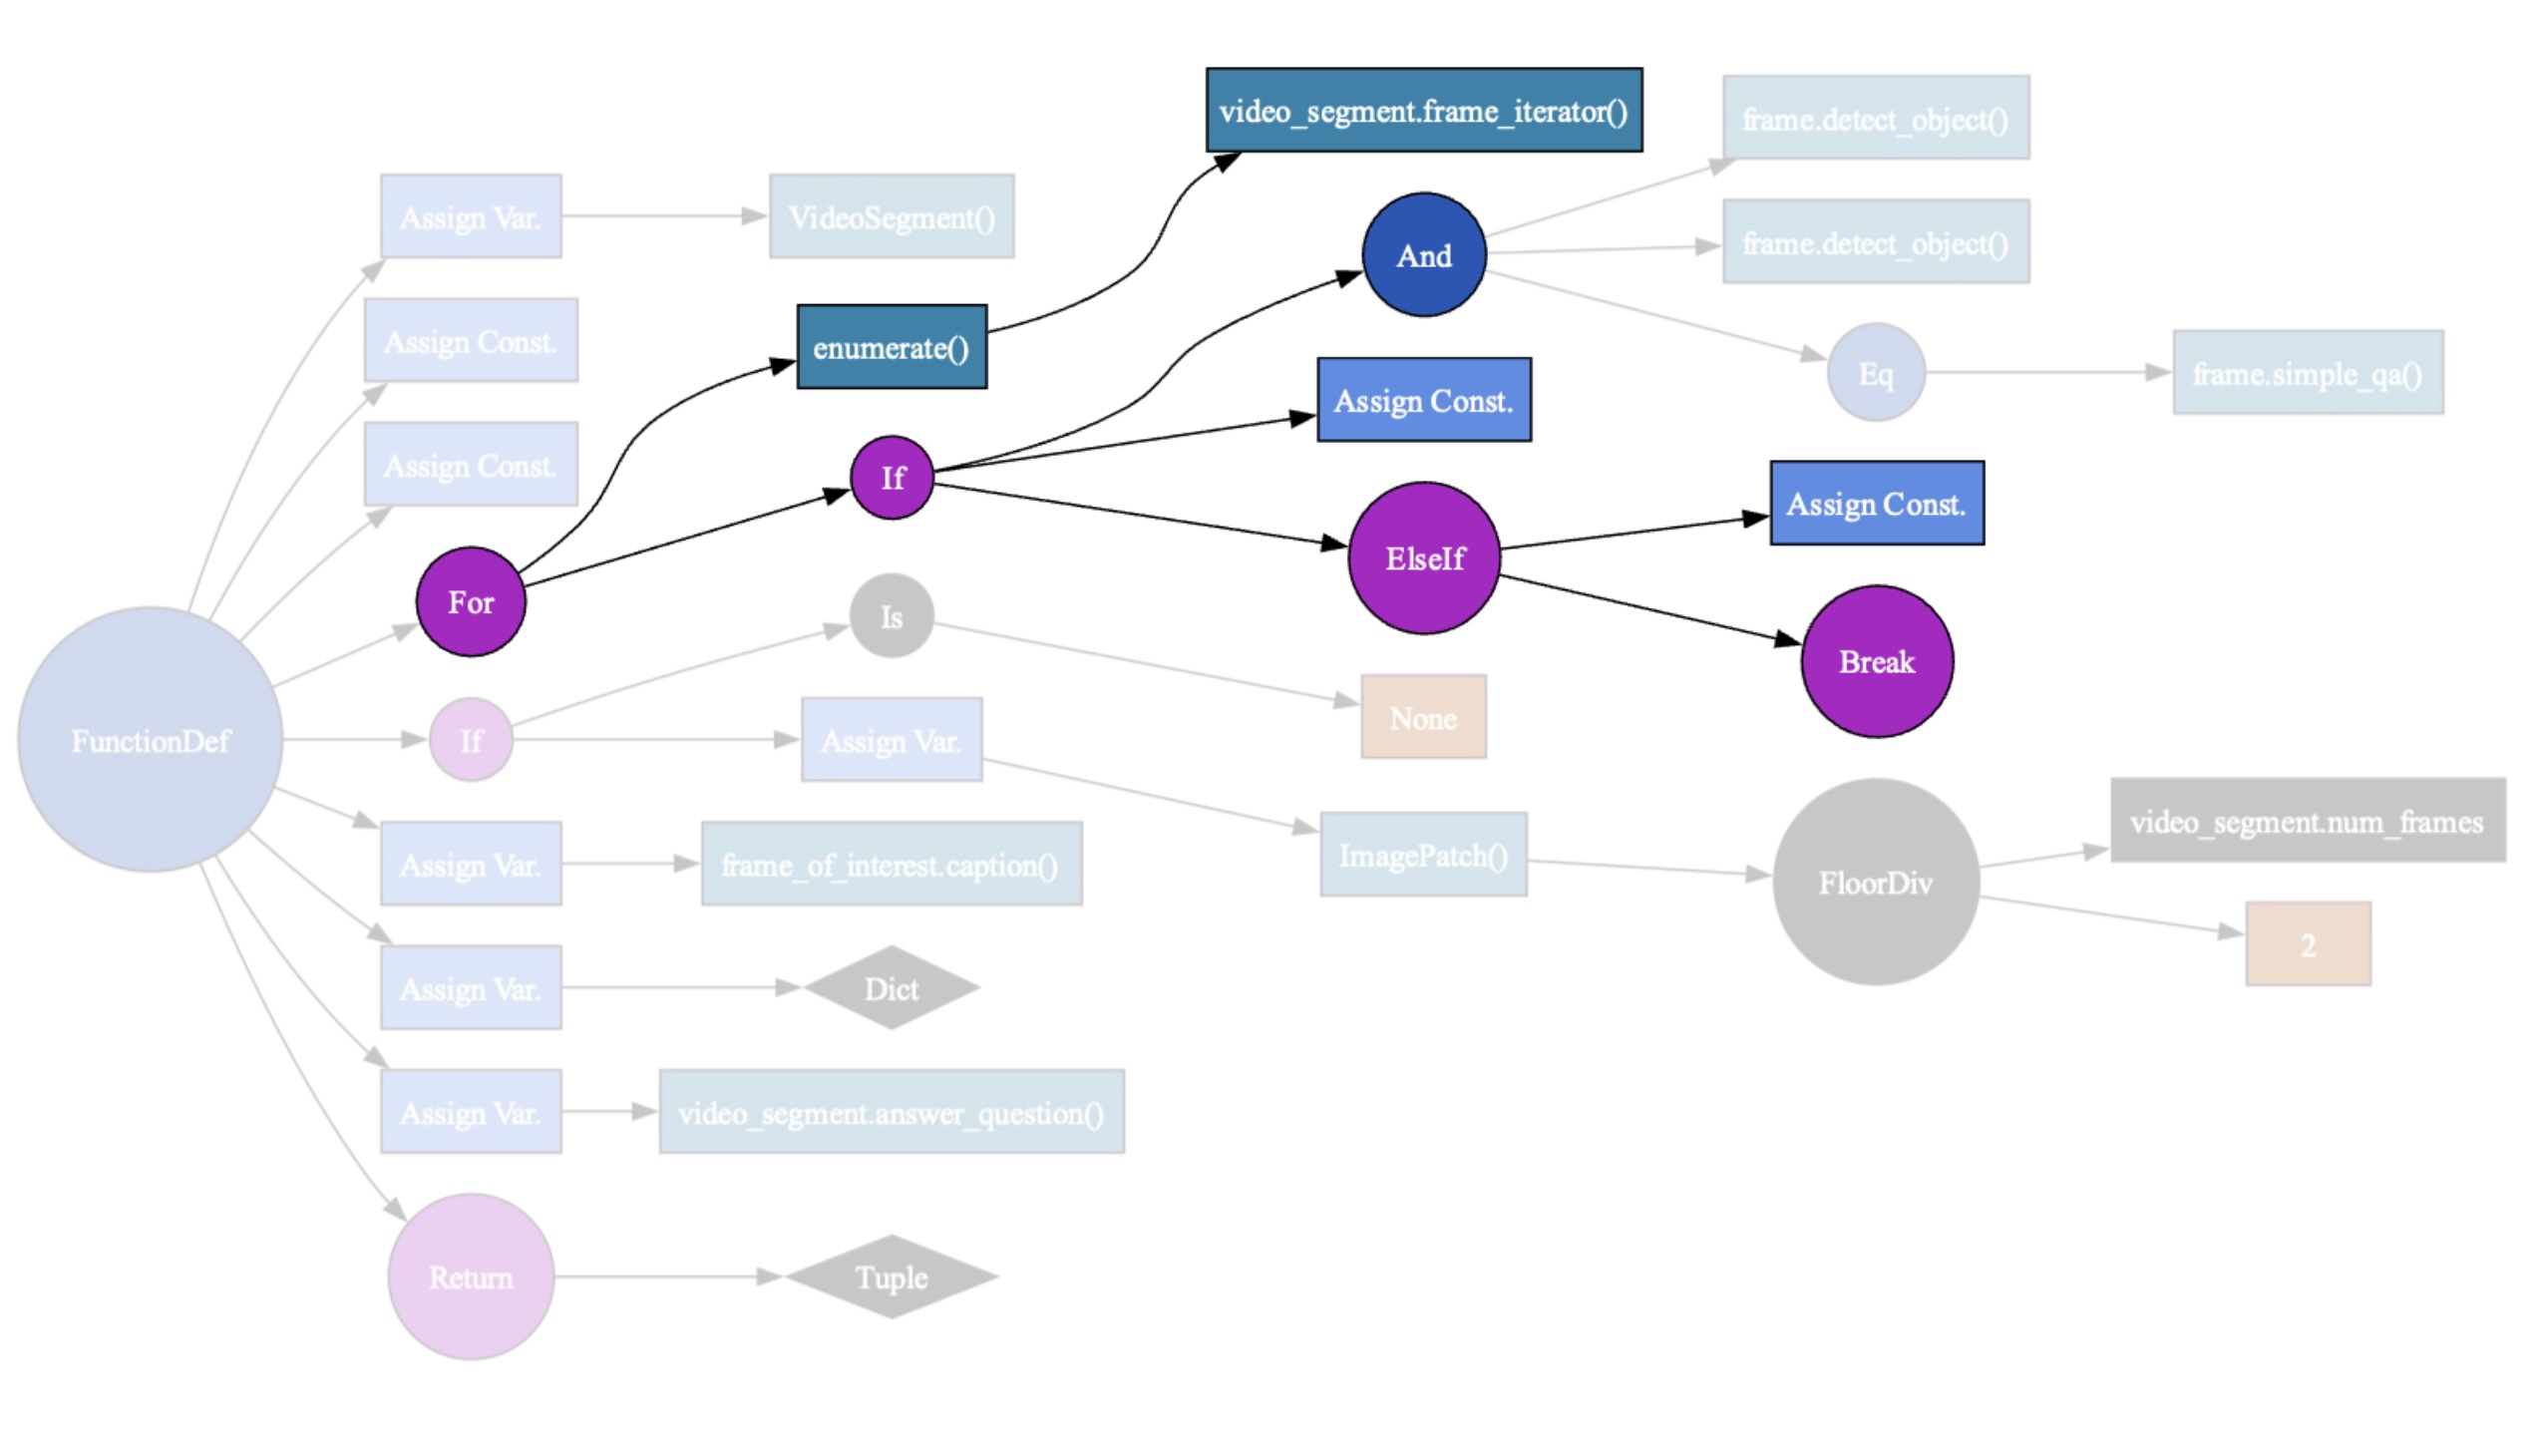 video_segment.frame_iterator()
frame.detect_object()
Assign Var.
VideoSegment()
And
frame.detect_object()
Assign Const.
enumerate()
Eq
frame.simple_qa()
Assign Const.
Assign Const.
If
ElseIf
Assign Const.
For
Is
Break
FunctionDef
If
Assign Var.
None
Assign Var.
frame_of_interest.caption()
ImagePatch()
FloorDiv
video_segment.num_frames
2
Assign Var.
Dict
Assign Var.
video_segment.answer_question()
Return
Tuple